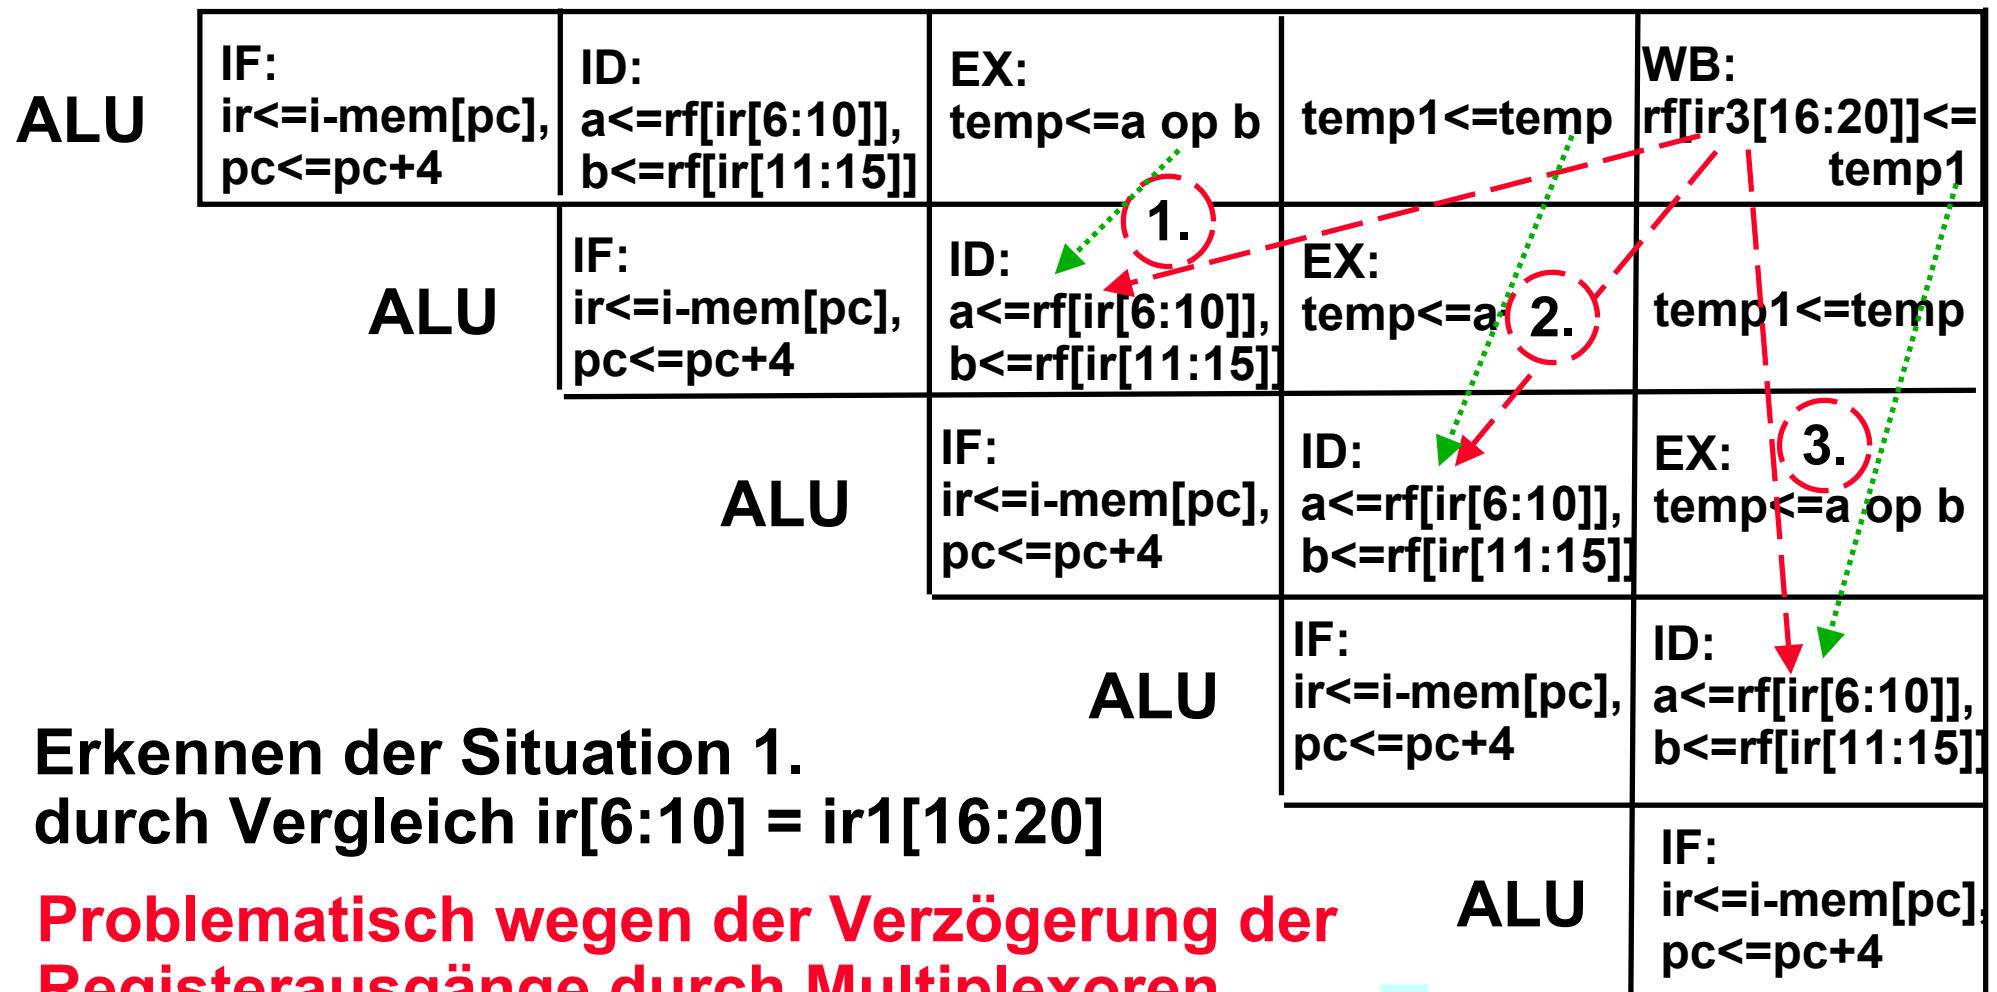 ALU
IF:
ir<=i-mem[pc],
pc<=pc+4
ID:
a<=rf[ir[6:10]],
b<=rf[ir[11:15]]
EX:
temp<=a op b
temp1<=temp
WB:
rf[ir3[16:20]]<=
temp1
ALU
IF:
ir<=i-mem[pc],
pc<=pc+4
1.
ID:
a<=rf[ir[6:10]],
b<=rf[ir[11:15]]
EX:
temp<=a
2.
temp1<=temp
ALU
IF:
ir<=i-mem[pc],
pc<=pc+4
ID:
a<=rf[ir[6:10]],
b<=rf[ir[11:15]]
3.
EX:
temp<=a op b
ALU
IF:
ir<=i-mem[pc],
pc<=pc+4
ID:
a<=rf[ir[6:10]],
b<=rf[ir[11:15]]
ALU
IF:
ir<=i-mem[pc],
pc<=pc+4
Erkennen der Situation 1.
durch Vergleich ir[6:10] = ir1[16:20]
Problematisch wegen der Verzögerung der
Registerausgänge durch Multiplexoren